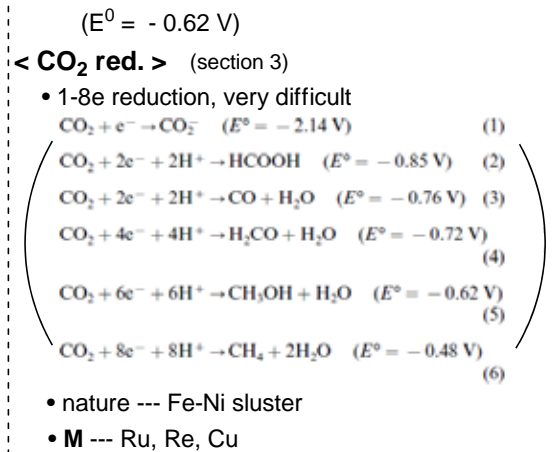 (E⁰ = - 0.62 V)
< CO₂ red. > (section 3)
• 1-8e reduction, very difficult
CO₂ + e⁻ → CO₂⁻ (E° = − 2.14 V) (1)
CO₂ + 2e⁻ + 2H⁺ → HCOOH (E° = − 0.85 V) (2)
CO₂ + 2e⁻ + 2H⁺ → CO + H₂O (E° = − 0.76 V) (3)
CO₂ + 4e⁻ + 4H⁺ → H₂CO + H₂O (E° = − 0.72 V)
(4)
CO₂ + 6e⁻ + 6H⁺ → CH₃OH + H₂O (E° = − 0.62 V)
(5)
CO₂ + 8e⁻ + 8H⁺ → CH₄ + 2H₂O (E° = − 0.48 V)
(6)
• nature --- Fe-Ni sluster
• M --- Ru, Re, Cu